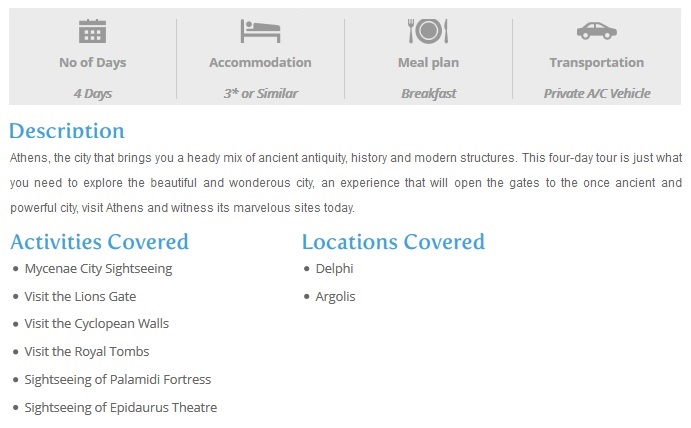 No of Days
Accommodation
Meal plan
Transportation
4 Days
3* or Similar
Breakfast
Private A/C Vehicle
Description
Athens, the city that brings you a heady mix of ancient antiquity, history and modern structures. This four-day tour is just what
you need to explore the beautiful and wonderous city, an experience that will open the gates to the once ancient and
powerful city, visit Athens and witness its marvelous sites today.
Activities Covered
Mycenae City Sightseeing
Visit the Lions Gate
Visit the Cyclopean Walls
Visit the Royal Tombs
Sightseeing of Palamidi Fortress
Sightseeing of Epidaurus Theatre
Locations Covered
Delphi
Argolis